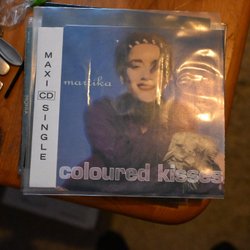 MAXI CD SINGLE
martika
coloured kisses